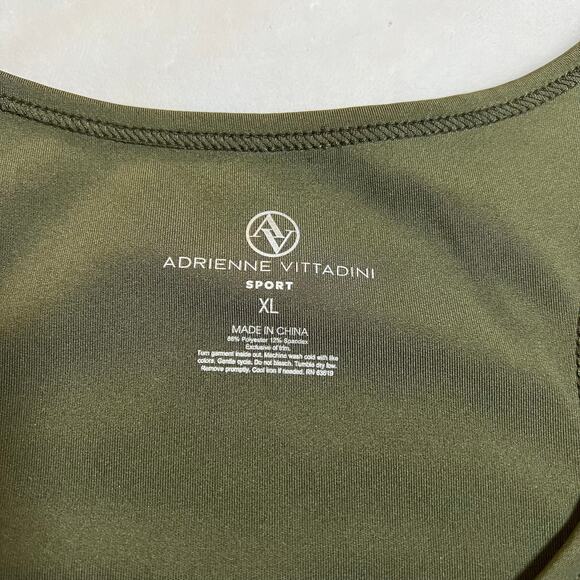 AV
ADRIENNE VITTADINI
SPORT
XL
MADE IN CHINA
88% Polyester 12% Spandex
Exclusive of trim.
Turn garment inside out. Machine wash cold with like
colors. Gentle cycle. Do not bleach. Tumble dry low.
Remove promptly. Cool iron if needed. RN 63619